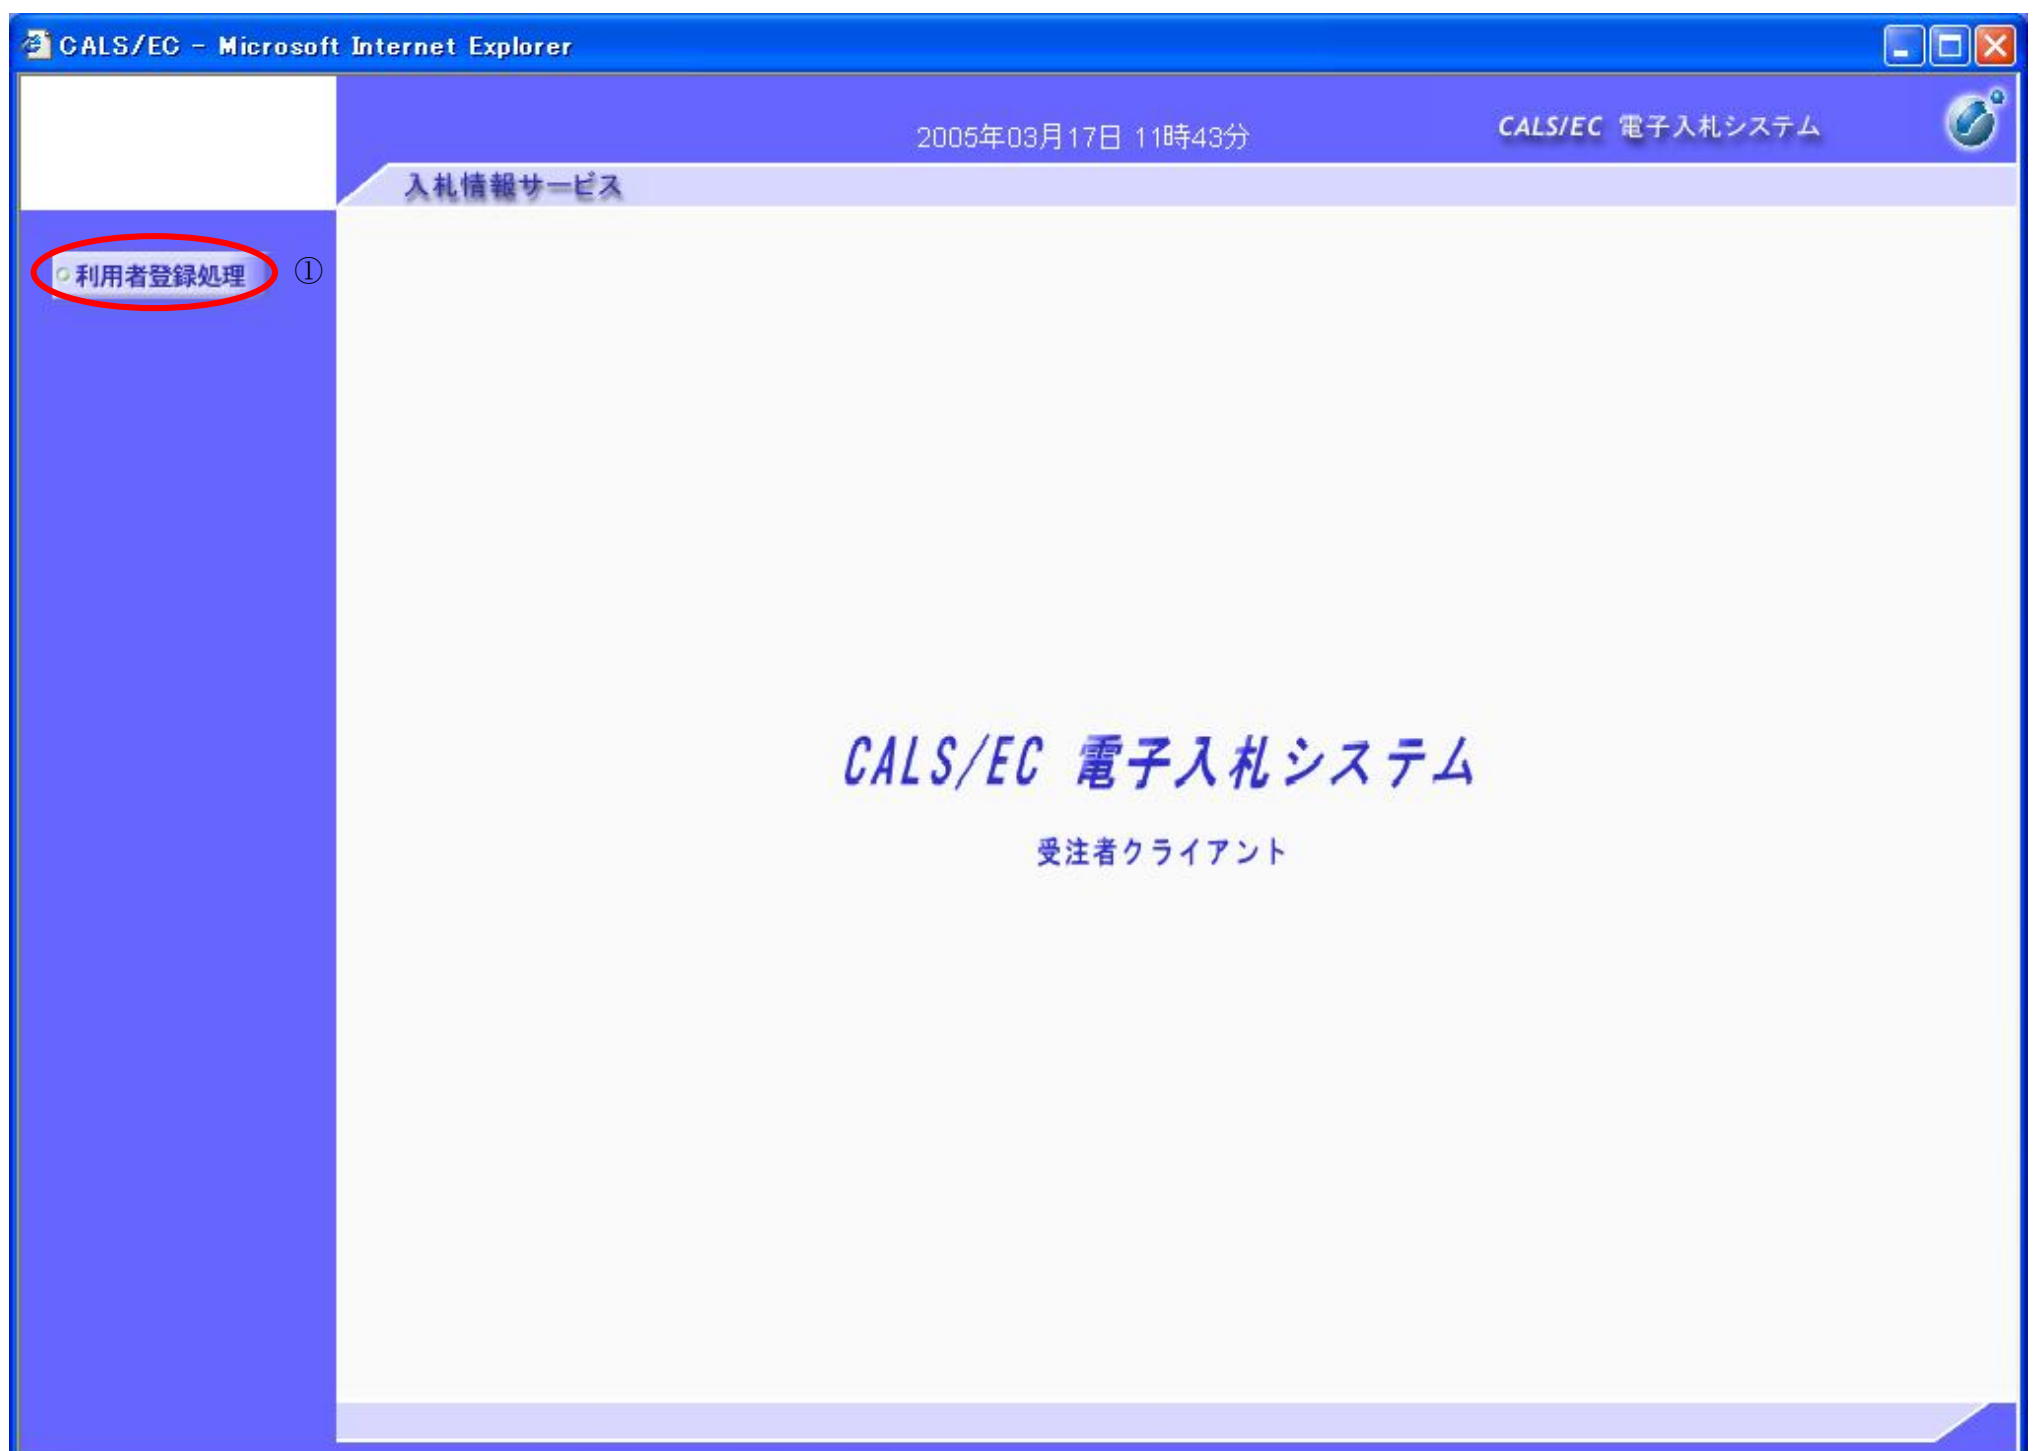 CALS/EC - Microsoft Internet Explorer
2005年03月17日 11時43分
CALS/EC 電子入札システム
入札情報サービス
利用者登録処理 ①
CALS/EC 電子入札システム
受注者クライアント